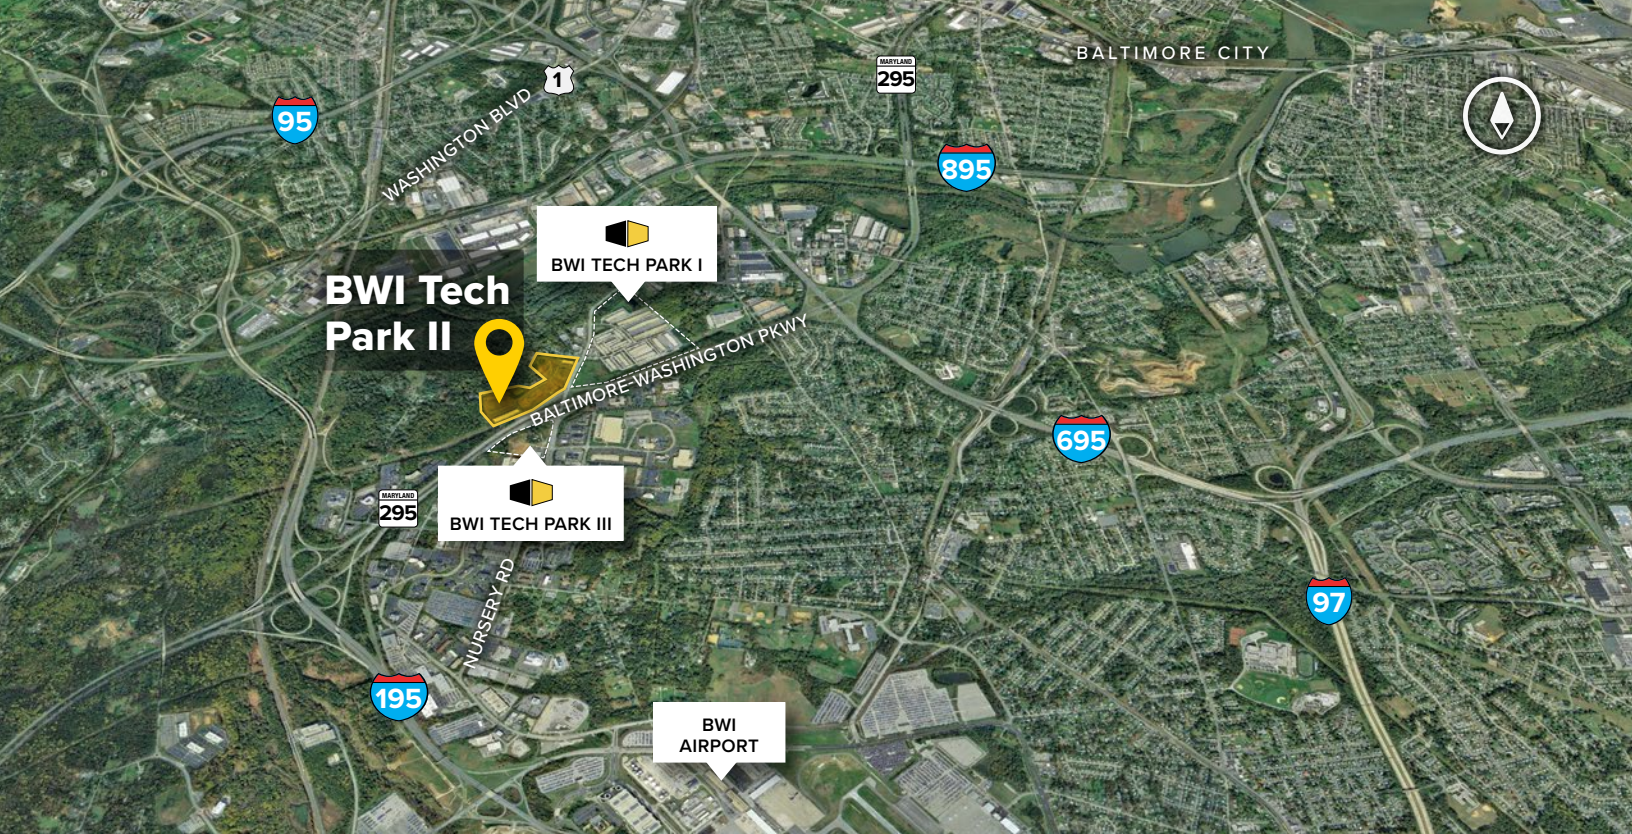 BALTIMORE CITY
MARYLAND
295
1
95
WASHINGTON BLVD
895
BWI TECH PARK I
BWI Tech
Park II
BALTIMORE-WASHINGTON PKWY
695
MARYLAND
295
BWI TECH PARK III
NURSERY RD
97
195
BWI
AIRPORT